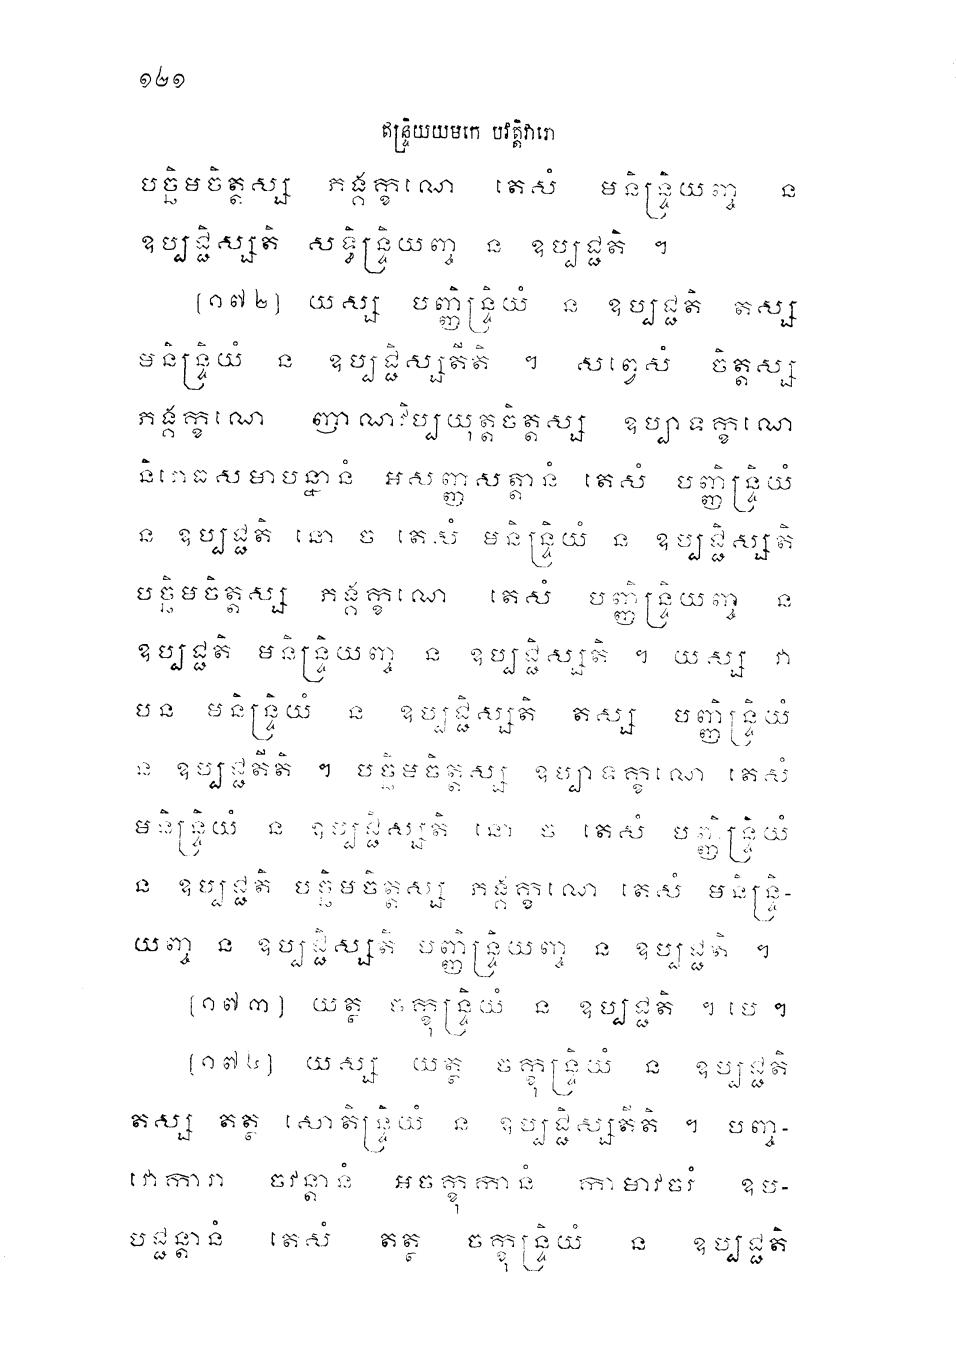 ១២១
ឥន្ទ្រិយយមកេ បវត្តិវារោ
បច្ឆិមចិត្តស្ស ភង្គក្ខណេ តេសំ មនិន្ទ្រិយញ្ច ន
ឧប្បជ្ជិស្សតិ សទ្ធិន្ទ្រិយញ្ច ន ឧប្បជ្ជតិ ។
(១៧២) យស្ស បញ្ញិន្ទ្រិយំ ន ឧប្បជ្ជតិ តស្ស
មនិន្ទ្រិយំ ន ឧប្បជ្ជិស្សតីតិ ។ សព្វេសំ ចិត្តស្ស
ភង្គក្ខណេ ញាណវិប្បយុត្តចិត្តស្ស ឧប្បាទក្ខណេ
និរោធសមាបន្នានំ អសញ្ញសត្តានំ តេសំ បញ្ញិន្ទ្រិយំ
ន ឧប្បជ្ជតិ នោ ច តេសំ មនិន្ទ្រិយំ ន ឧប្បជ្ជិស្សតិ
បច្ឆិមចិត្តស្ស ភង្គក្ខណេ តេសំ បញ្ញិន្ទ្រិយញ្ច ន
ឧប្បជ្ជតិ មនិន្ទ្រិយញ្ច ន ឧប្បជ្ជិស្សតិ ។ យស្ស វា
បន មនិន្ទ្រិយំ ន ឧប្បជ្ជិស្សតិ តស្ស បញ្ញិន្ទ្រិយំ
ន ឧប្បជ្ជតីតិ ។ បច្ឆិមចិត្តស្ស ឧប្បាទក្ខណេ តេសំ
មនិន្ទ្រិយំ ន ឧប្បជ្ជិស្សតិ នោ ច តេសំ បញ្ញិន្ទ្រិយំ
ន ឧប្បជ្ជតិ បច្ឆិមចិត្តស្ស ភង្គក្ខណេ តេសំ មនិន្ទ្រិ-
យញ្ច ន ឧប្បជ្ជិស្សតិ បញ្ញិន្ទ្រិយញ្ច ន ឧប្បជ្ជតិ ។
(១៧៣) យត្ថ ចក្ខុន្ទ្រិយំ ន ឧប្បជ្ជតិ ។បេ។
(១៧៤) យស្ស យត្ថ ចក្ខុន្ទ្រិយំ ន ឧប្បជ្ជតិ
តស្ស តត្ថ សោតិន្ទ្រិយំ ន ឧប្បជ្ជិស្សតីតិ ។ បញ្ច-
វោការា ចវន្តានំ អចក្ខុកានំ កាមាវចរំ ឧប-
បជ្ជន្តានំ តេសំ តត្ថ ចក្ខុន្ទ្រិយំ ន ឧប្បជ្ជតិ